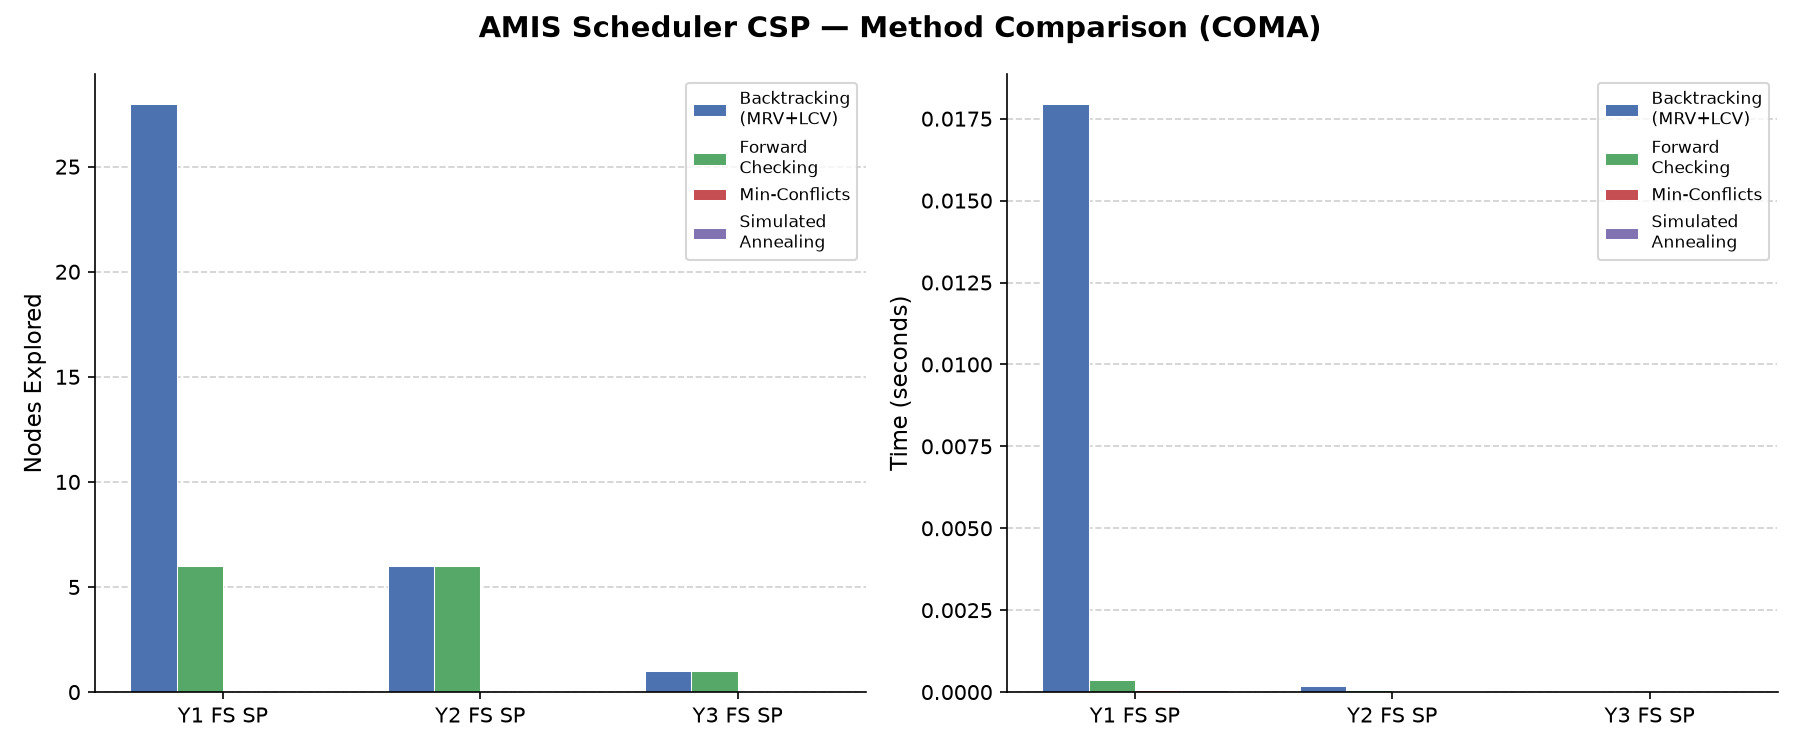 AMIS Scheduler CSP — Method Comparison (COMA)
Nodes Explored
25
20
15
10
5
0
Y1 FS SP
Y2 FS SP
Y3 FS SP
Backtracking
(MRV+LCV)
Forward
Checking
Min-Conflicts
Simulated
Annealing
Time (seconds)
0.0175
0.0150
0.0125
0.0100
0.0075
0.0050
0.0025
0.0000
Y1 FS SP
Y2 FS SP
Y3 FS SP
Backtracking
(MRV+LCV)
Forward
Checking
Min-Conflicts
Simulated
Annealing